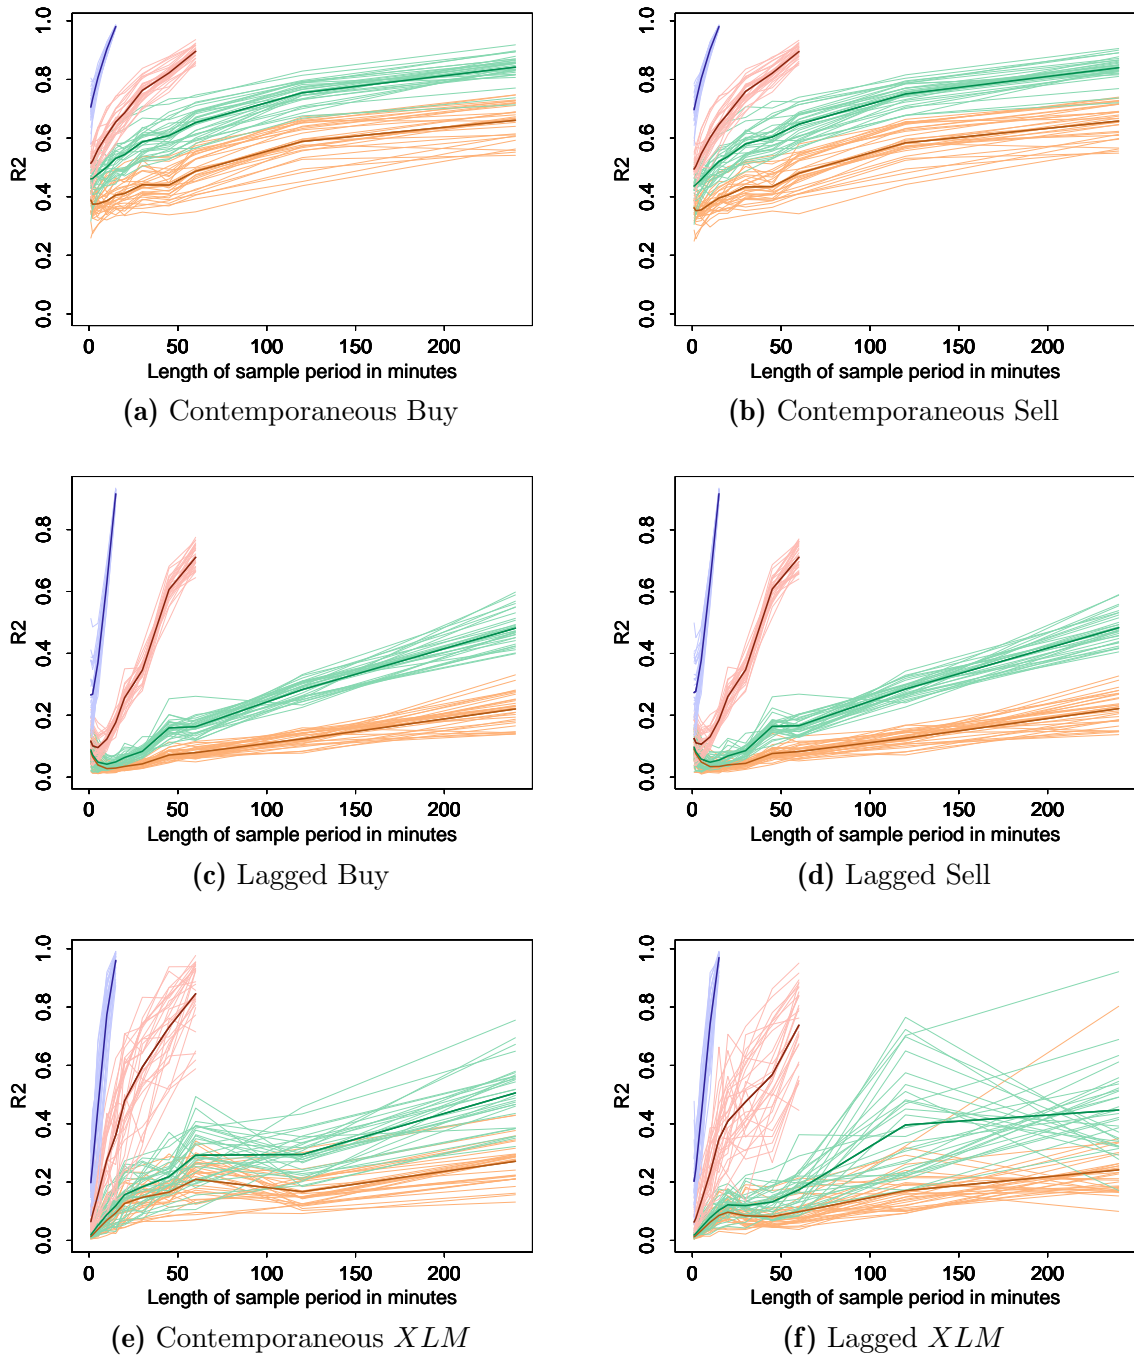 1.0
0.8
0.6
0.4
0.2
0.0
R2
0 50 100 150 200
Length of sample period in minutes
(a) Contemporaneous Buy
1.0
0.8
0.6
0.4
0.2
0.0
R2
0 50 100 150 200
Length of sample period in minutes
(b) Contemporaneous Sell
0.8
0.6
0.4
0.2
0.0
R2
0 50 100 150 200
Length of sample period in minutes
(c) Lagged Buy
0.8
0.6
0.4
0.2
0.0
R2
0 50 100 150 200
Length of sample period in minutes
(d) Lagged Sell
1.0
0.8
0.6
0.4
0.2
0.0
R2
0 50 100 150 200
Length of sample period in minutes
(e) Contemporaneous XLM
1.0
0.8
0.6
0.4
0.2
0.0
R2
0 50 100 150 200
Length of sample period in minutes
(f) Lagged XLM